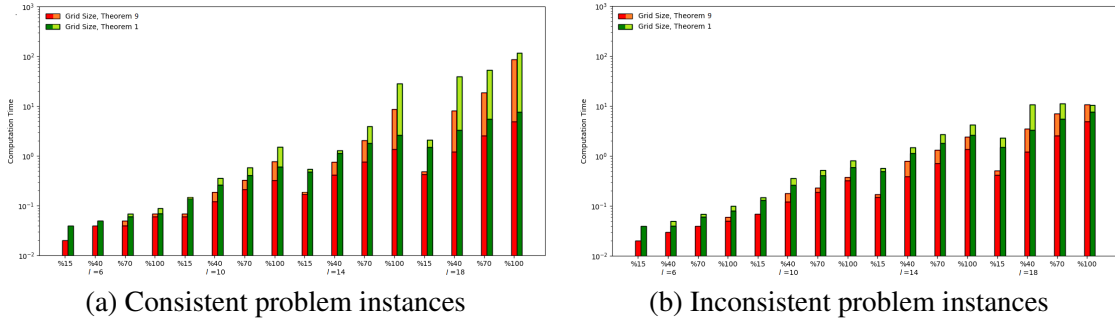 10³
10²
10¹
10⁰
10⁻¹
10⁻²
Computation Time
Grid Size, Theorem 9
Grid Size, Theorem 1
%15 %40 %70 %100 %15 %40 %70 %100 %15 %40 %70 %100 %15 %40 %70 %100
l =6 l =10 l =14 l =18
(a) Consistent problem instances
10³
10²
10¹
10⁰
10⁻¹
10⁻²
Computation Time
Grid Size, Theorem 9
Grid Size, Theorem 1
%15 %40 %70 %100 %15 %40 %70 %100 %15 %40 %70 %100 %15 %40 %70 %100
l =6 l =10 l =14 l =18
(b) Inconsistent problem instances